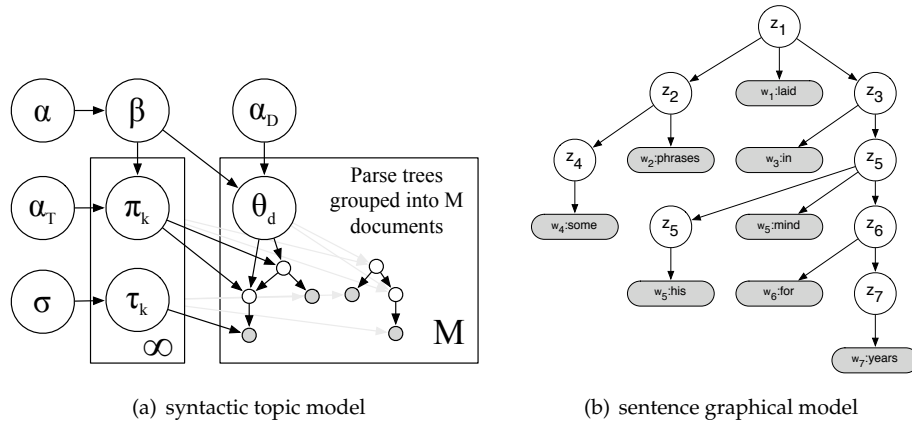 α
β
α_D
α_T
π_k
θ_d
Parse trees
grouped into M
documents
σ
τ_k
∞
M
(a) syntactic topic model
z_1
z_2
w_1:laid
z_3
z_4
w_2:phrases
w_3:in
z_5
w_4:some
z_5
w_5:mind
z_6
w_5:his
w_6:for
z_7
w_7:years
(b) sentence graphical model